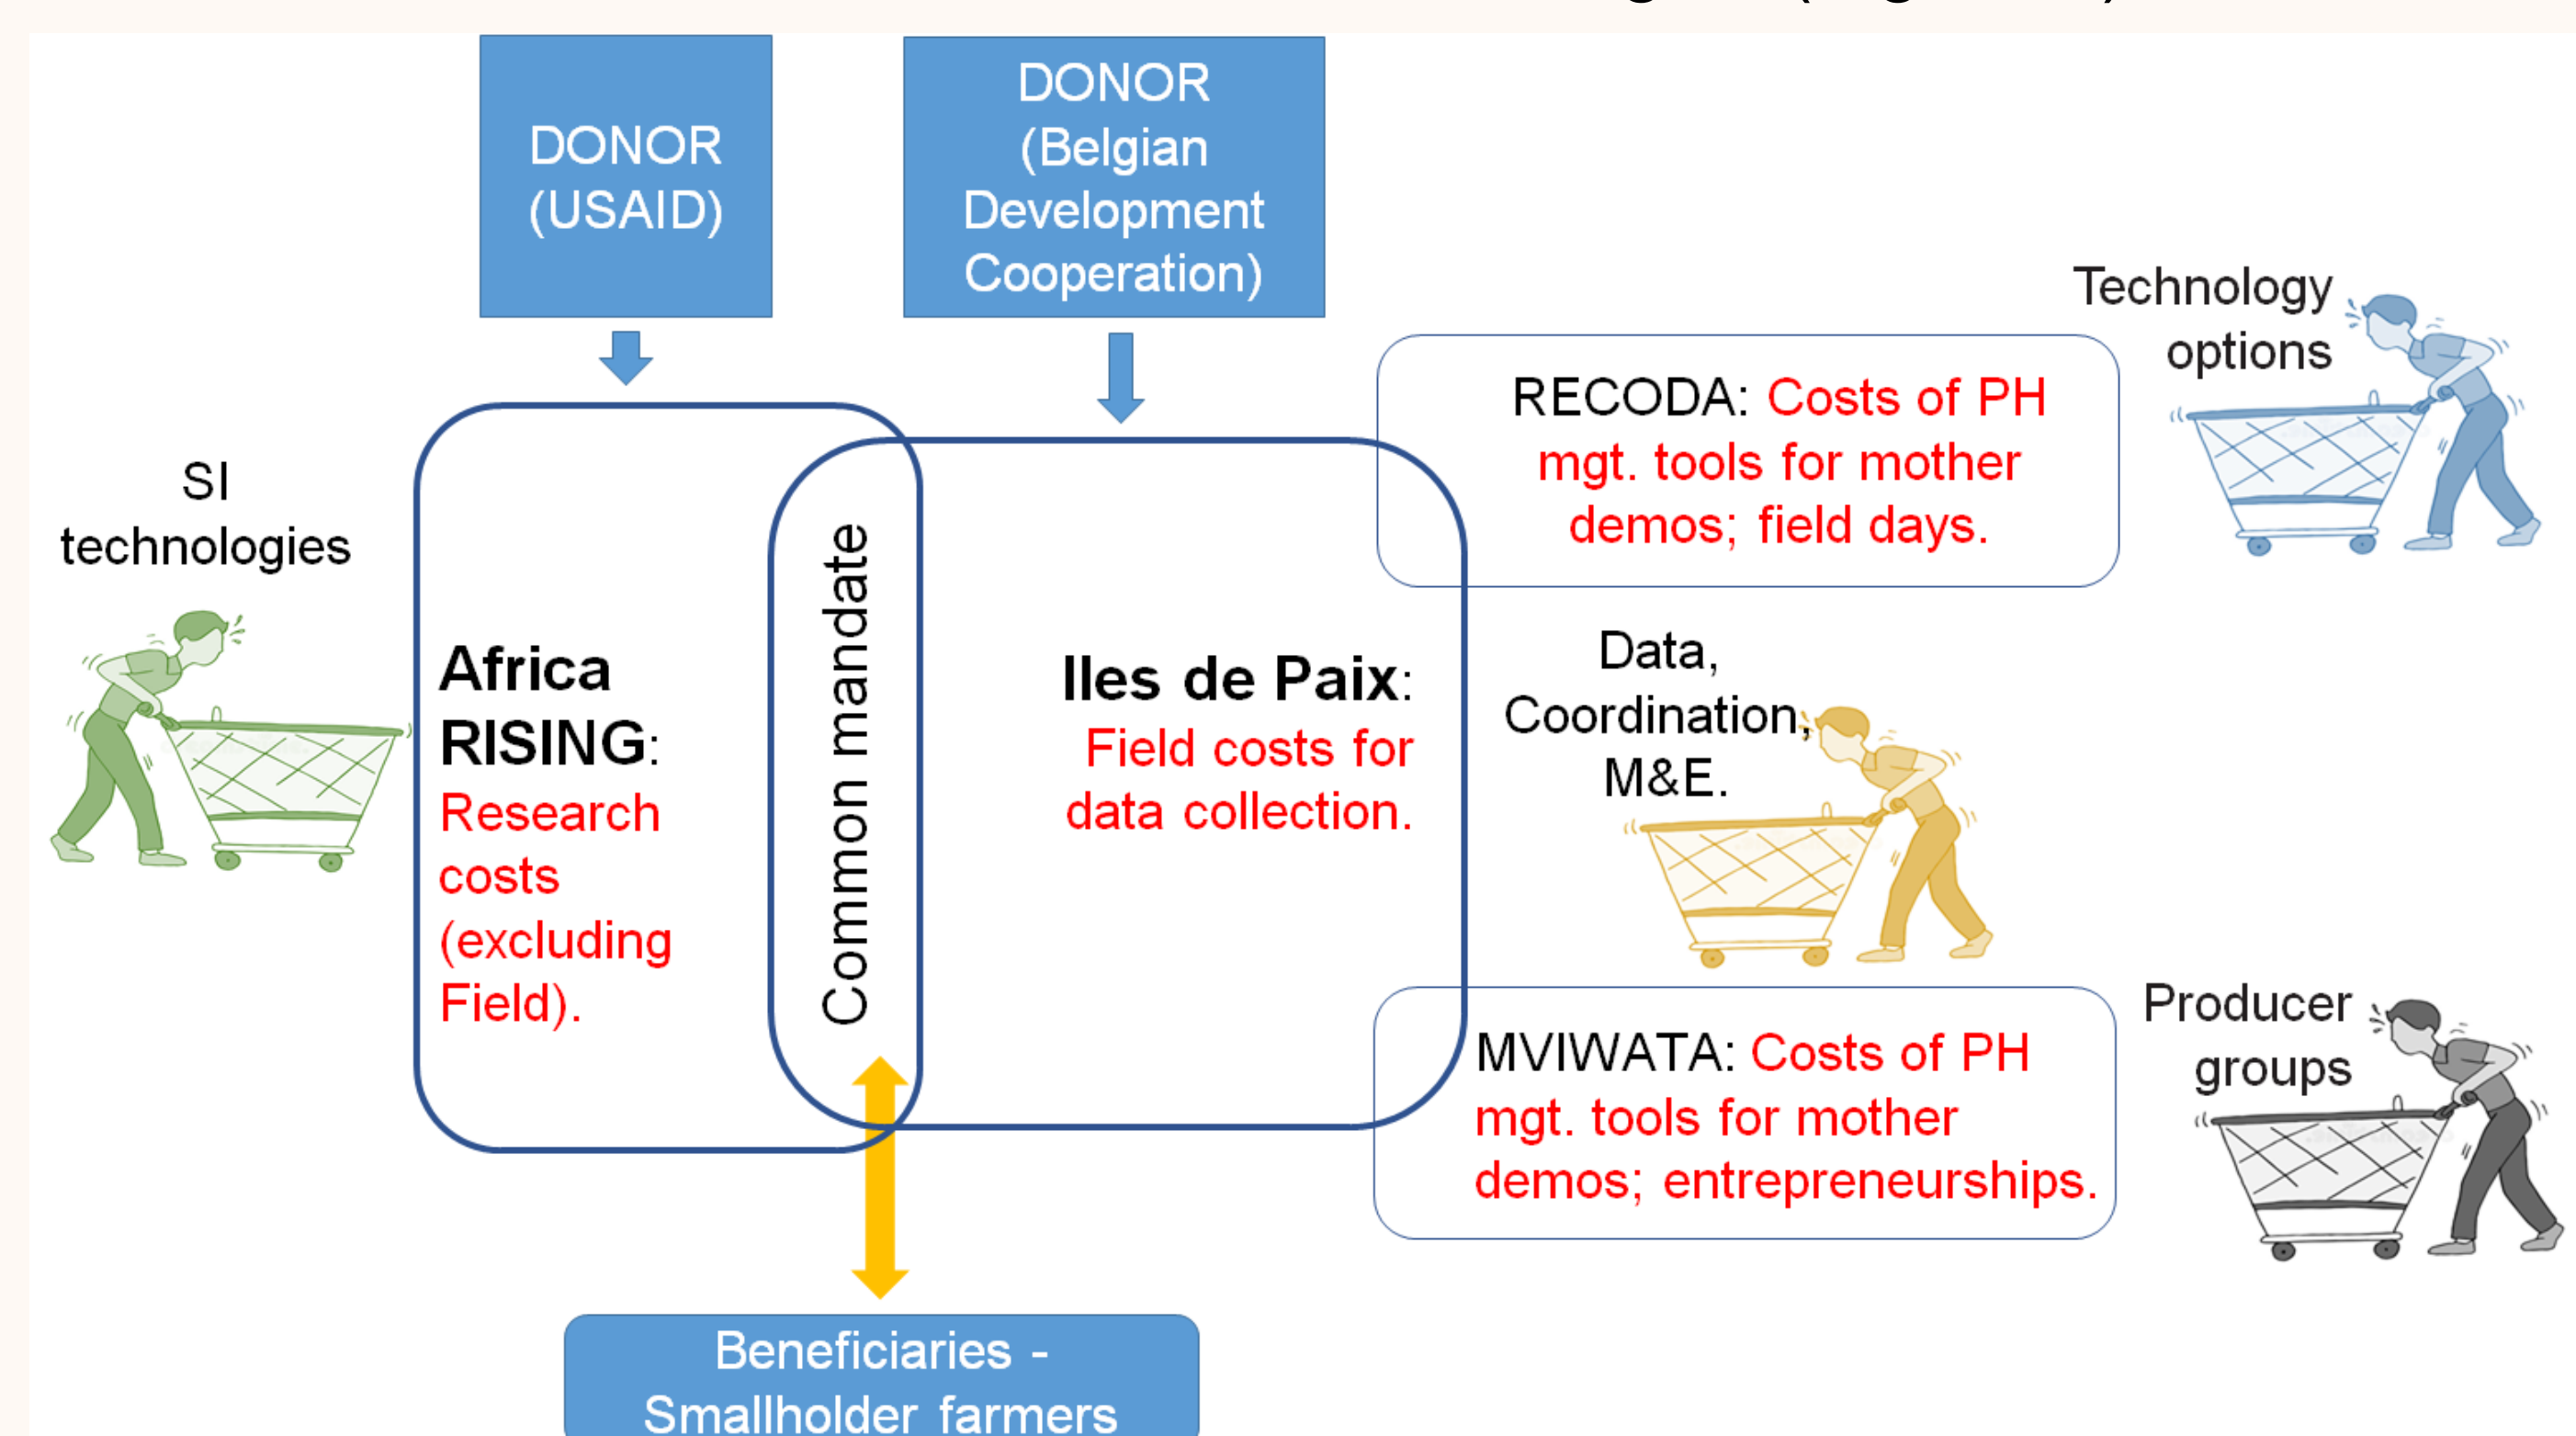 DONOR
(USAID)
DONOR
(Belgian
Development
Cooperation)
Technology
options
RECODA: Costs of PH
mgt. tools for mother
demos; field days.
SI
technologies
Africa
RISING:
Research
costs
(excluding
Field).
Common mandate
Iles de Paix:
Field costs for
data collection.
Data,
Coordination,
M&E.
Producer
groups
MVIWATA: Costs of PH
mgt. tools for mother
demos; entrepreneurships.
Beneficiaries -
Smallholder farmers